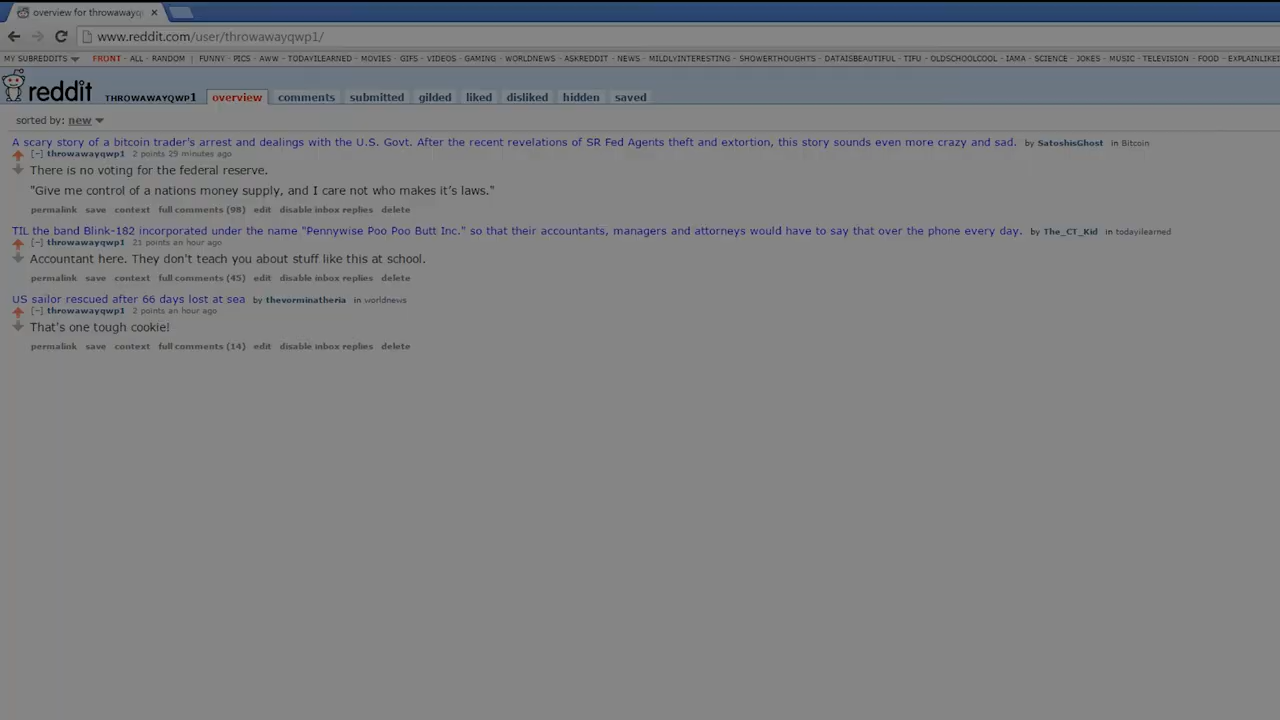 overview for throwawayq
www.reddit.com/user/throwawayqwp1/
MY SUBREDDITS FRONT - ALL - RANDOM | FUNNY - PICS - AWW - TODAYILEARNED - MOVIES - GIFS - VIDEOS - GAMING - WORLDNEWS - ASKREDDIT - NEWS - MILDLYINTERESTING - SHOWERTHOUGHTS - DATAISBEAUTIFUL - TIFU - OLDSCHOOLCOOL - IAMA - SCIENCE - JOKES - MUSIC - TELEVISION - FOOD - EXPLAINLIKE
reddit THROWAWAYQWP1 overview comments submitted gilded liked disliked hidden saved
sorted by: new
A scary story of a bitcoin trader's arrest and dealings with the U.S. Govt. After the recent revelations of SR Fed Agents theft and extortion, this story sounds even more crazy and sad. by SatoshisGhost in Bitcoin
[–] throwawayqwp1 2 points 29 minutes ago
There is no voting for the federal reserve.
"Give me control of a nations money supply, and I care not who makes it's laws."
permalink save context full comments (98) edit disable inbox replies delete
TIL the band Blink-182 incorporated under the name "Pennywise Poo Poo Butt Inc." so that their accountants, managers and attorneys would have to say that over the phone every day. by The_CT_Kid in todayilearned
[–] throwawayqwp1 21 points an hour ago
Accountant here. They don't teach you about stuff like this at school.
permalink save context full comments (45) edit disable inbox replies delete
US sailor rescued after 66 days lost at sea by thevorminatheria in worldnews
[–] throwawayqwp1 2 points an hour ago
That's one tough cookie!
permalink save context full comments (14) edit disable inbox replies delete